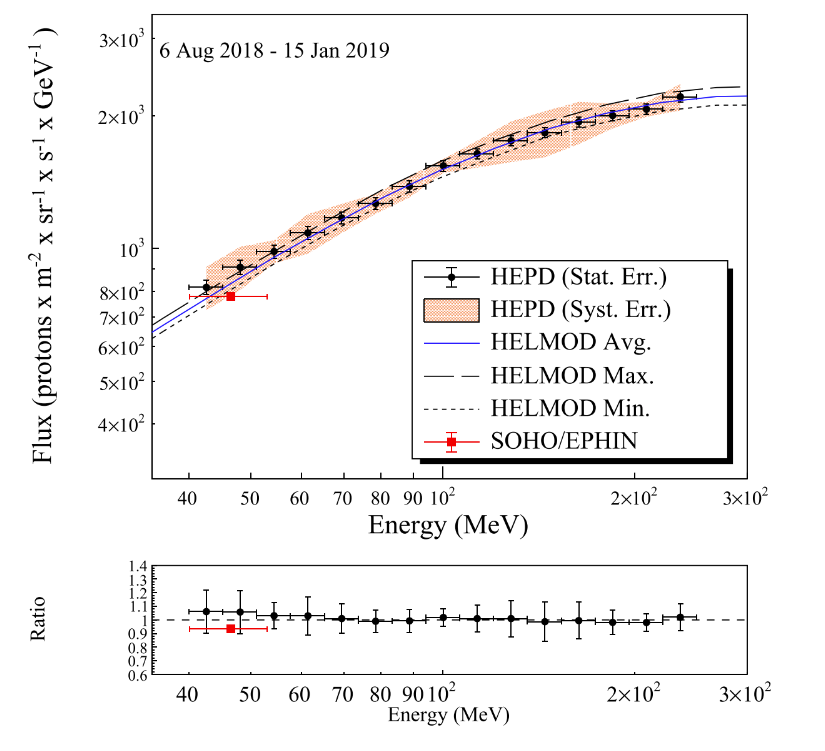 Flux (protons x m⁻² x sr⁻¹ x s⁻¹ x GeV⁻¹)
6 Aug 2018 - 15 Jan 2019
3×10³
2×10³
10³
8×10²
7×10²
6×10²
5×10²
4×10²
HEPD (Stat. Err.)
HEPD (Syst. Err.)
HELMOD Avg.
HELMOD Max.
HELMOD Min.
SOHO/EPHIN
40 50 60 70 80 90 10² 2×10² 3×10²
Energy (MeV)
Ratio
1.4
1.3
1.2
1.1
1
0.9
0.8
0.7
0.6
40 50 60 70 80 90 10² 2×10² 3×10²
Energy (MeV)